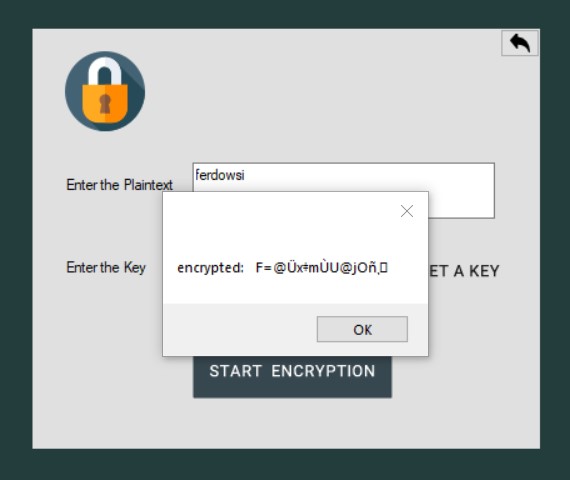 Enter the Plaintext
ferdowsi
Enter the Key
ET A KEY
encrypted: F=@Üx‡mÙU@jOñ¸
OK
START ENCRYPTION